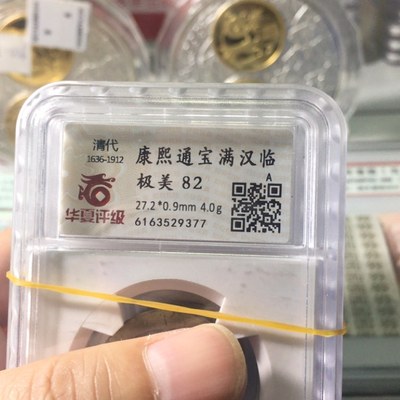 清代
1636-1912
华夏评级
康熙通宝满汉临
极美 82
A
27.2*0.9mm 4.0g
6163529377